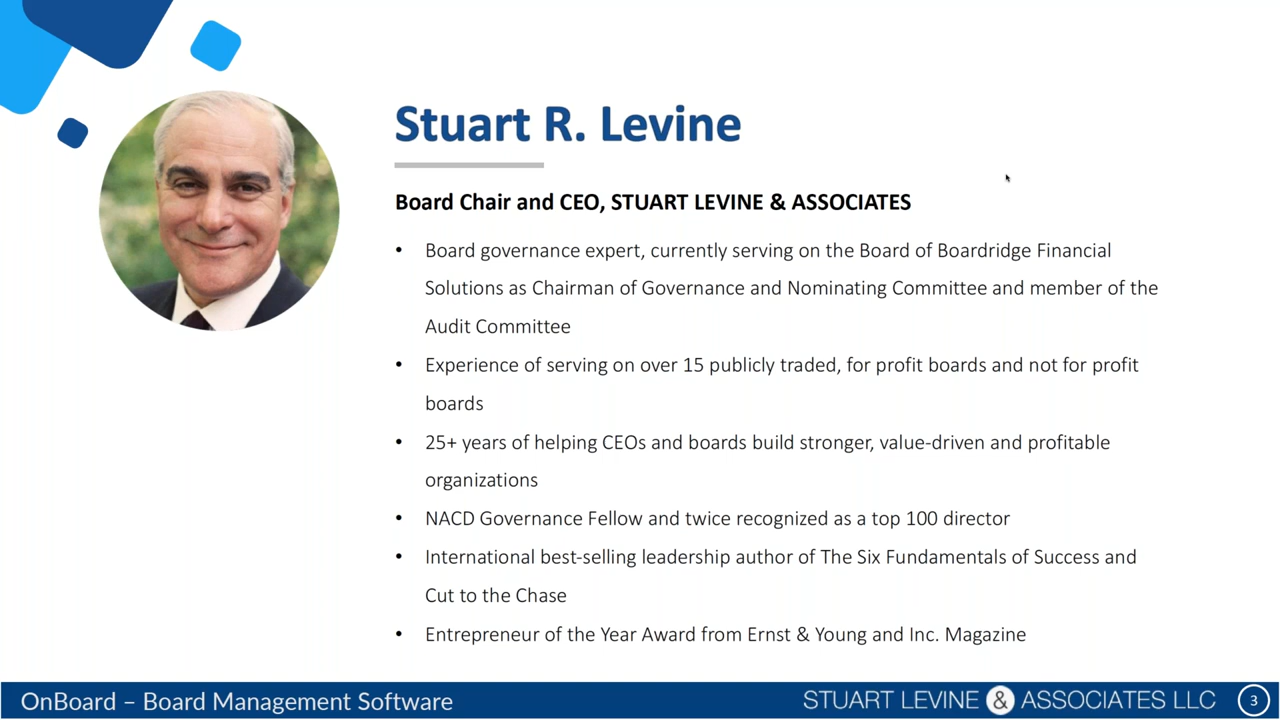 Stuart R. Levine
Board Chair and CEO, STUART LEVINE & ASSOCIATES
• Board governance expert, currently serving on the Board of Boardridge Financial
Solutions as Chairman of Governance and Nominating Committee and member of the
Audit Committee
• Experience of serving on over 15 publicly traded, for profit boards and not for profit
boards
• 25+ years of helping CEOs and boards build stronger, value-driven and profitable
organizations
• NACD Governance Fellow and twice recognized as a top 100 director
• International best-selling leadership author of The Six Fundamentals of Success and
Cut to the Chase
• Entrepreneur of the Year Award from Ernst & Young and Inc. Magazine
OnBoard – Board Management Software
STUART LEVINE & ASSOCIATES LLC
3